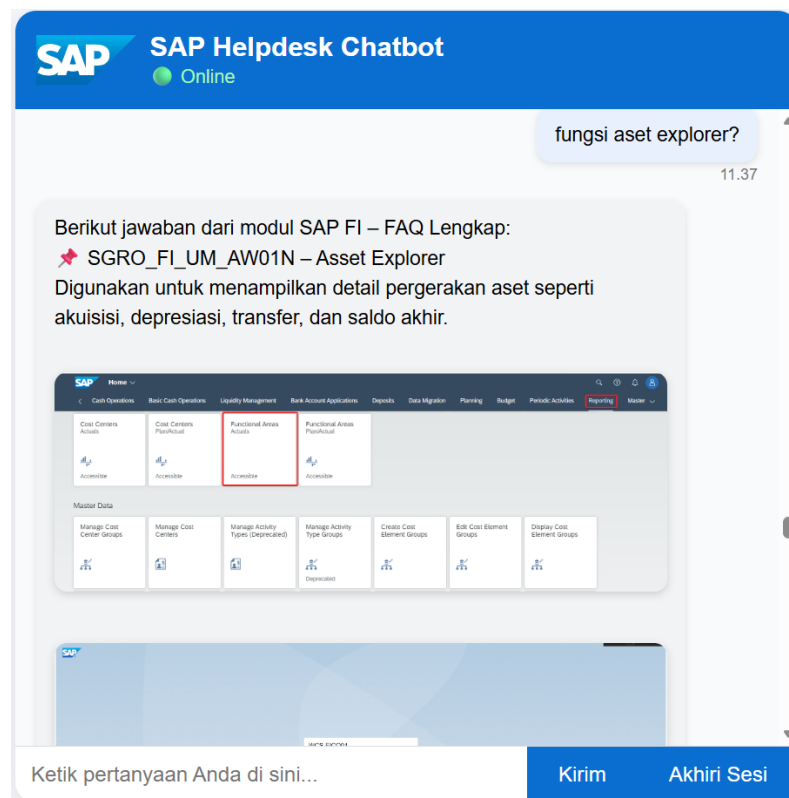 SAP
SAP Helpdesk Chatbot
Online
fungsi aset explorer?
11.37
Berikut jawaban dari modul SAP FI – FAQ Lengkap:
📌 SGRO_FI_UM_AW01N – Asset Explorer
Digunakan untuk menampilkan detail pergerakan aset seperti
akuisisi, depresiasi, transfer, dan saldo akhir.
SAP Home
Cash Operations Basic Cash Operations Liquidity Management Bank Account Applications Deposits Data Migration Planning Budget Periodic Activities Reporting Master
Cost Centers Cost Centers Functional Areas Functional Areas
Actuals Plan/Actual Actuals Plan/Actual
Accessible Accessible Accessible Accessible
Master Data
Manage Cost Manage Cost Manage Activity Manage Activity Create Cost Edit Cost Element Display Cost
Center Groups Centers Types (Deprecated) Type Groups Element Groups Groups Element Groups
Deprecated
SAP
Ketik pertanyaan Anda di sini...
Kirim
Akhiri Sesi